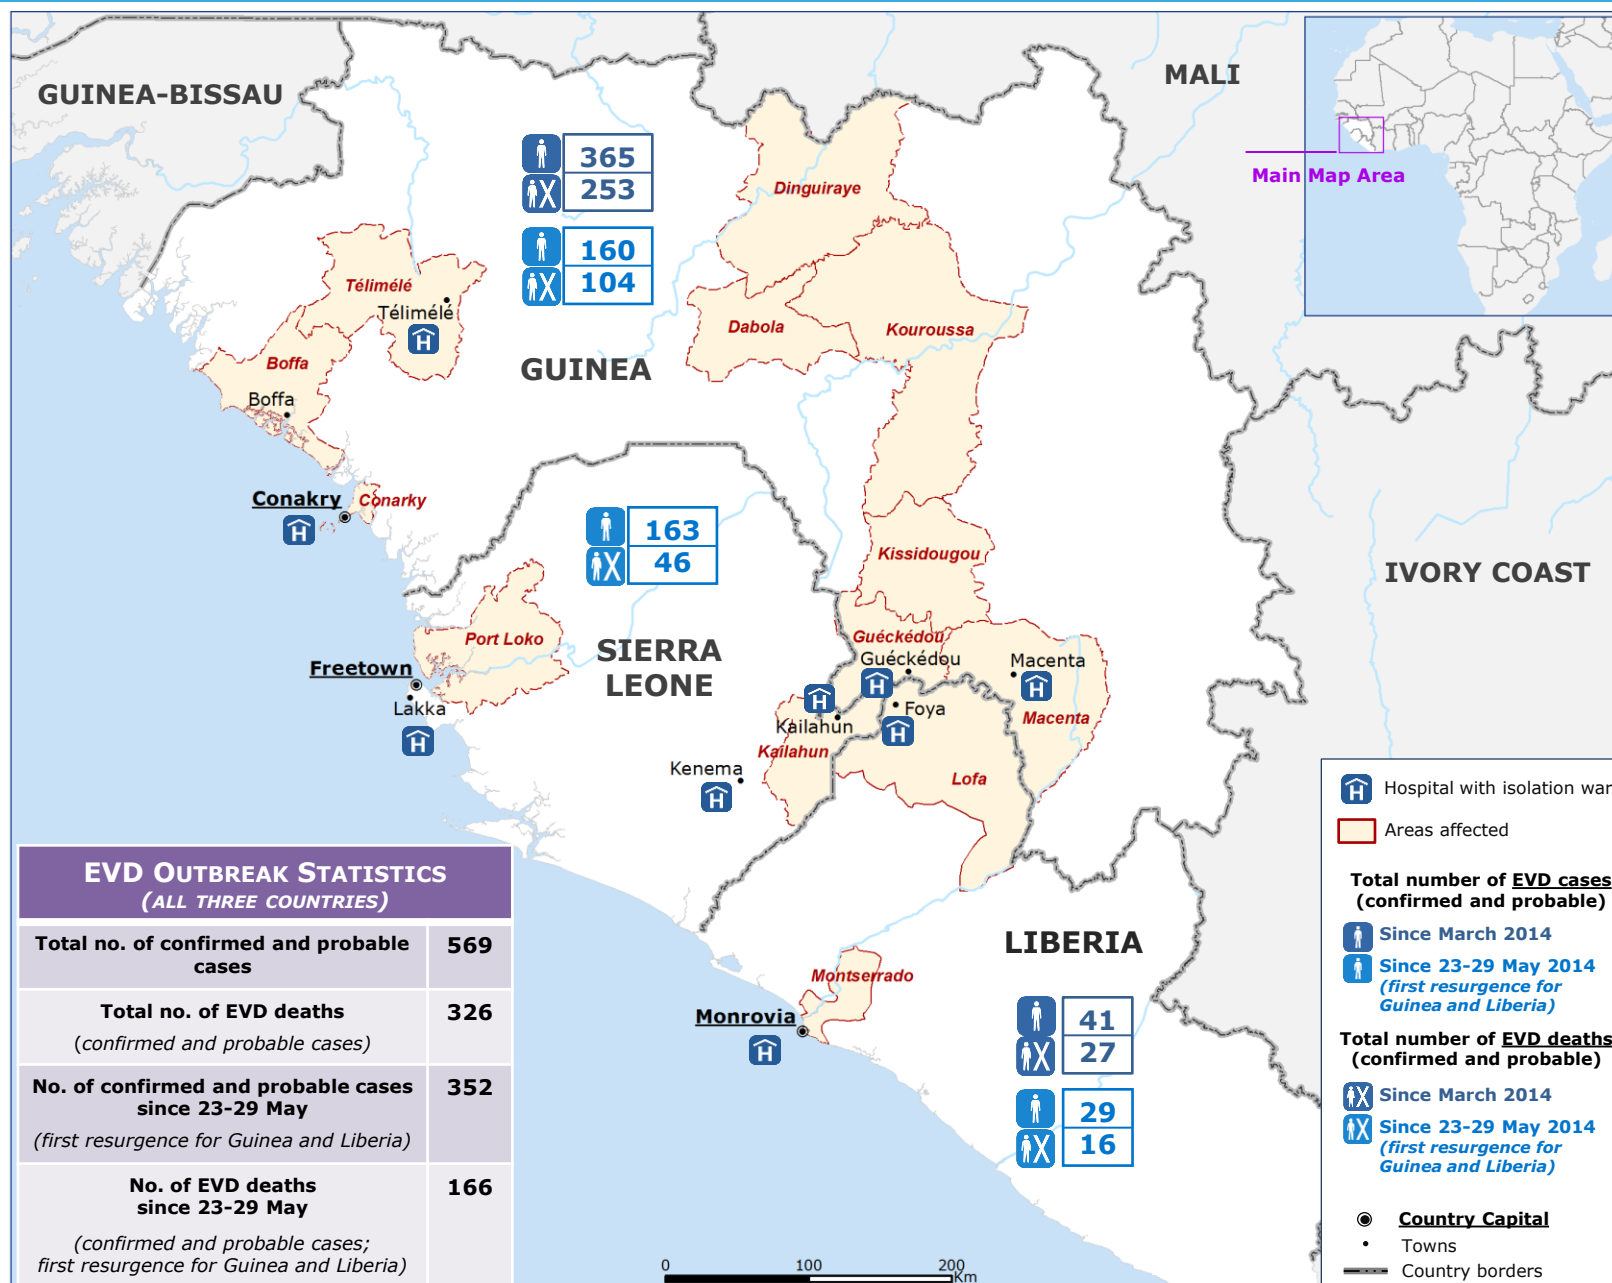 GUINEA-BISSAU
MALI
Main Map Area
365
253
160
104
Dinguiraye
Télimélé
Télimélé
Dabola
Kouroussa
GUINEA
Boffa
Boffa
Conakry
Conarky
163
46
Kissidougou
IVORY COAST
Port Loko
SIERRA
LEONE
Guéckédou
Guéckédou
Macenta
Freetown
Lakka
Foya
Macenta
Kailahun
Kailahun
Kenema
Lofa
LIBERIA
Montserrado
Monrovia
41
27
29
16
EVD OUTBREAK STATISTICS
(ALL THREE COUNTRIES)
Total no. of confirmed and probable
cases
569
Total no. of EVD deaths
(confirmed and probable cases)
326
No. of confirmed and probable cases
since 23-29 May
(first resurgence for Guinea and Liberia)
352
No. of EVD deaths
since 23-29 May
(confirmed and probable cases;
first resurgence for Guinea and Liberia)
166
0 100 200
Km
H Hospital with isolation war
Areas affected
Total number of EVD cases
(confirmed and probable)
Since March 2014
Since 23-29 May 2014
(first resurgence for
Guinea and Liberia)
Total number of EVD deaths
(confirmed and probable)
Since March 2014
Since 23-29 May 2014
(first resurgence for
Guinea and Liberia)
Country Capital
Towns
Country borders